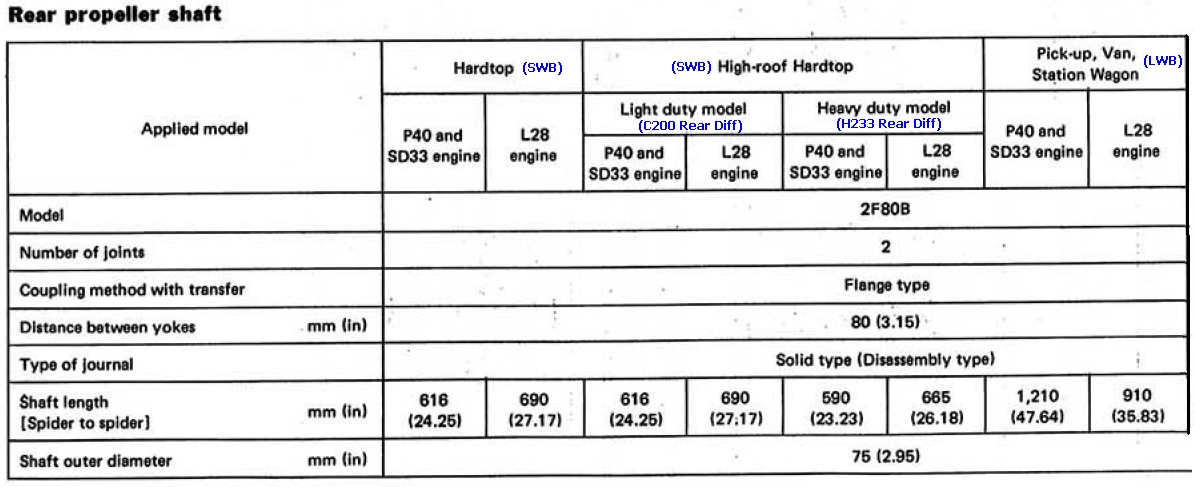 Rear propeller shaft
Applied model
Hardtop (SWB)
(SWB) High-roof Hardtop
Pick-up, Van, (LWB)
Station Wagon
Light duty model
(C200 Rear Diff)
Heavy duty model
(H233 Rear Diff)
P40 and
SD33 engine
L28
engine
P40 and
SD33 engine
L28
engine
P40 and
SD33 engine
L28
engine
P40 and
SD33 engine
L28
engine
Model 2F80B
Number of joints 2
Coupling method with transfer Flange type
Distance between yokes mm (in) 80 (3.15)
Type of journal Solid type (Disassembly type)
Shaft length
[Spider to spider] mm (in)
616 690 616 690 590 665 1,210 910
(24.25) (27.17) (24.25) (27.17) (23.23) (26.18) (47.64) (35.83)
Shaft outer diameter mm (in) 75 (2.95)